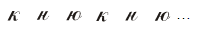 к н ю к н ю ...